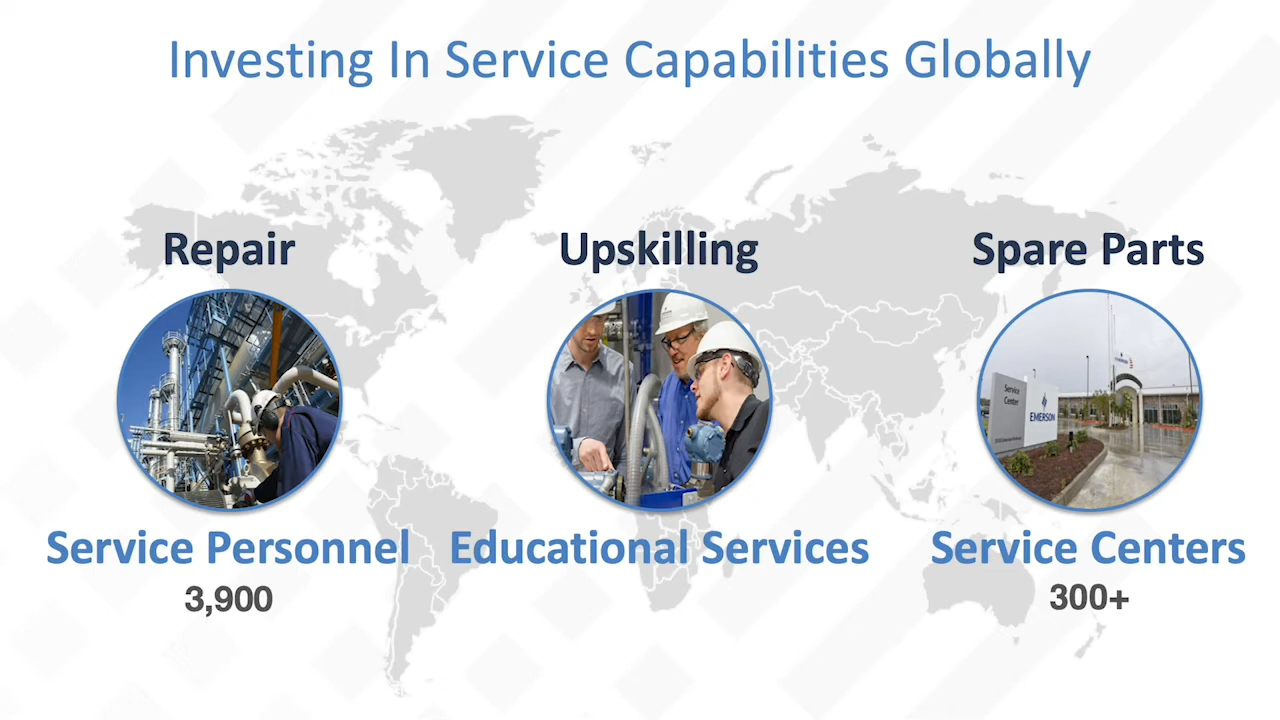 Investing In Service Capabilities Globally
Repair
Upskilling
Spare Parts
Service
Center
EMERSON
Service Personnel
Educational Services
Service Centers
3,900
300+